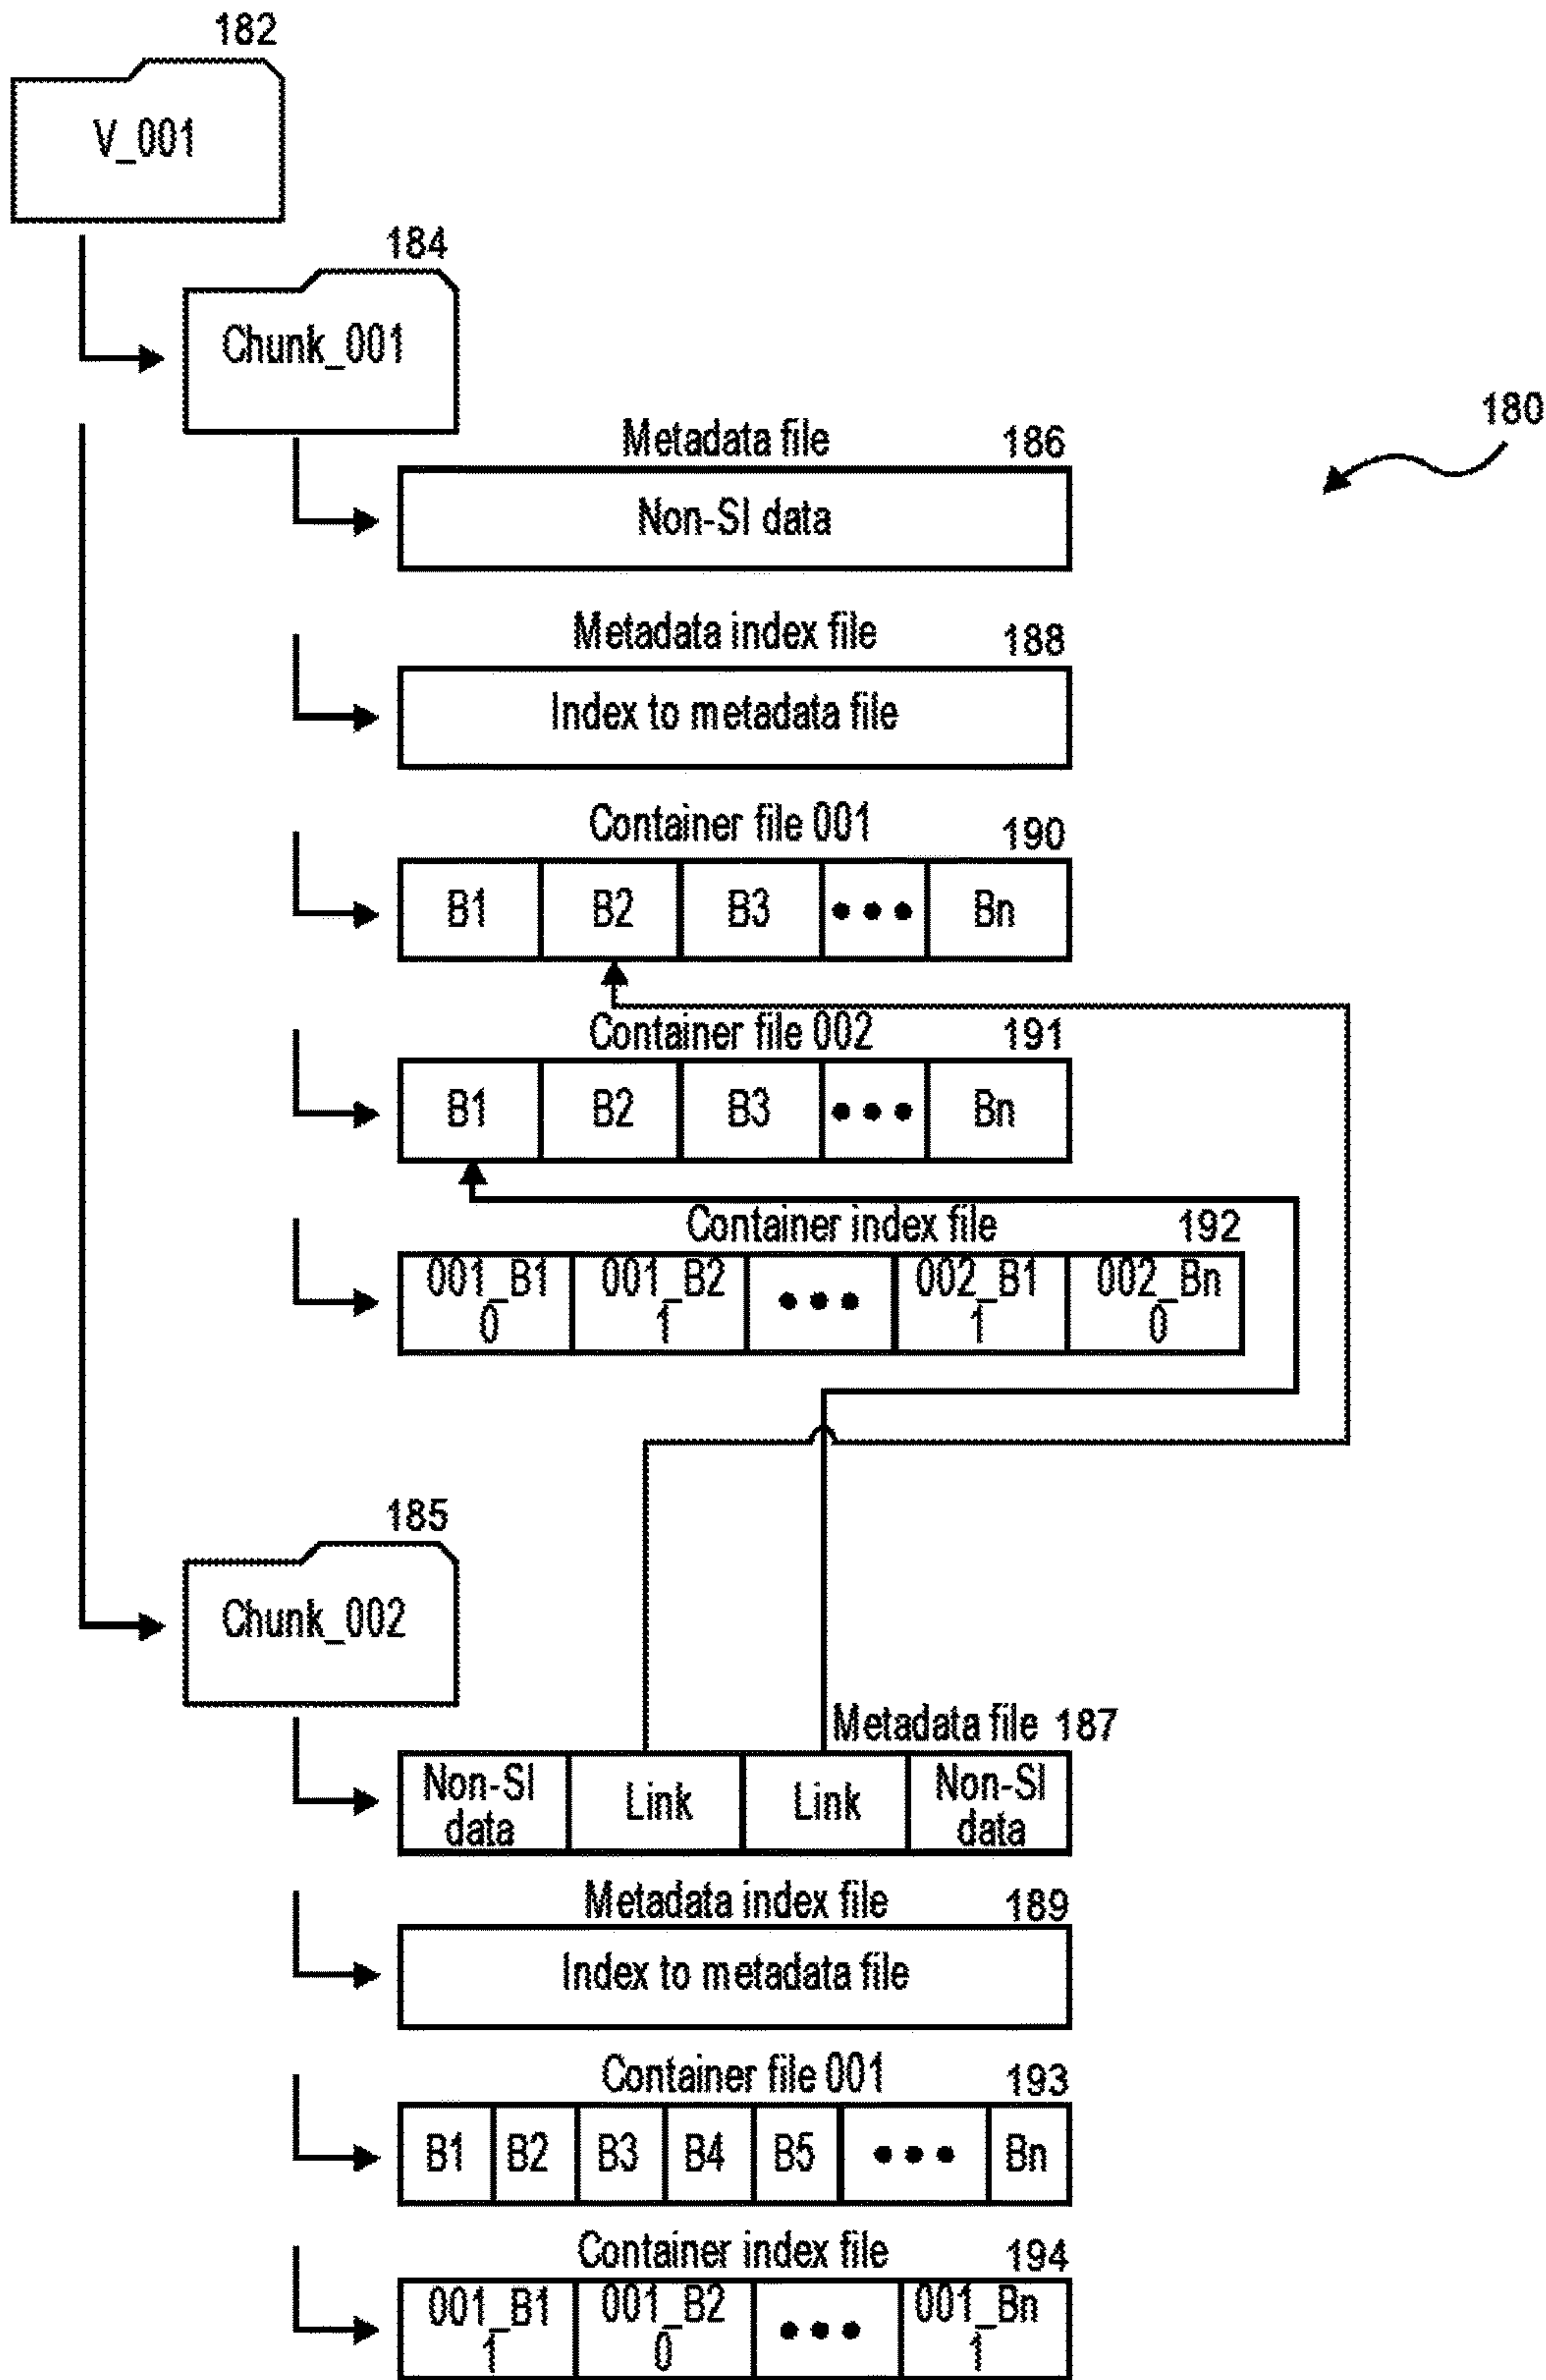 182
V_001
184
Chunk_001
180
Metadata file 186
Non-SI data
Metadata index file 188
Index to metadata file
Container file 001 190
B1 B2 B3 ••• Bn
Container file 002 191
B1 B2 B3 ••• Bn
Container index file 192
001_B1 001_B2 ••• 002_B1 002_Bn
0 1 1 0
185
Chunk_002
Metadata file 187
Non-SI Link Link Non-SI
data data
Metadata index file 189
Index to metadata file
Container file 001 193
B1 B2 B3 B4 B5 ••• Bn
Container index file 194
001_B1 001_B2 ••• 001_Bn
1 0 1